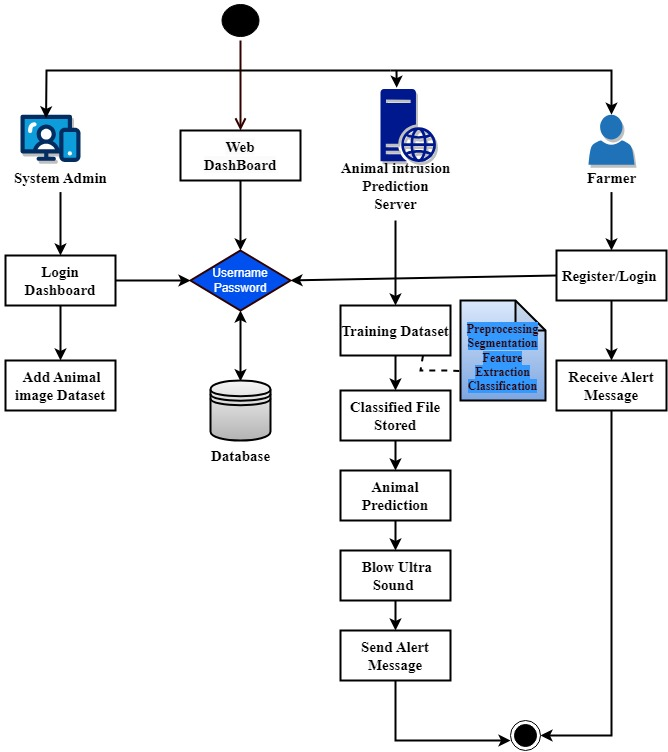 System Admin
Web
DashBoard
Animal intrusion
Prediction
Server
Farmer
Login
Dashboard
Username
Password
Register/Login
Training Dataset
Preprocessing
Segmentation
Feature
Extraction
Classification
Add Animal
image Dataset
Database
Classified File
Stored
Receive Alert
Message
Animal
Prediction
Blow Ultra
Sound
Send Alert
Message